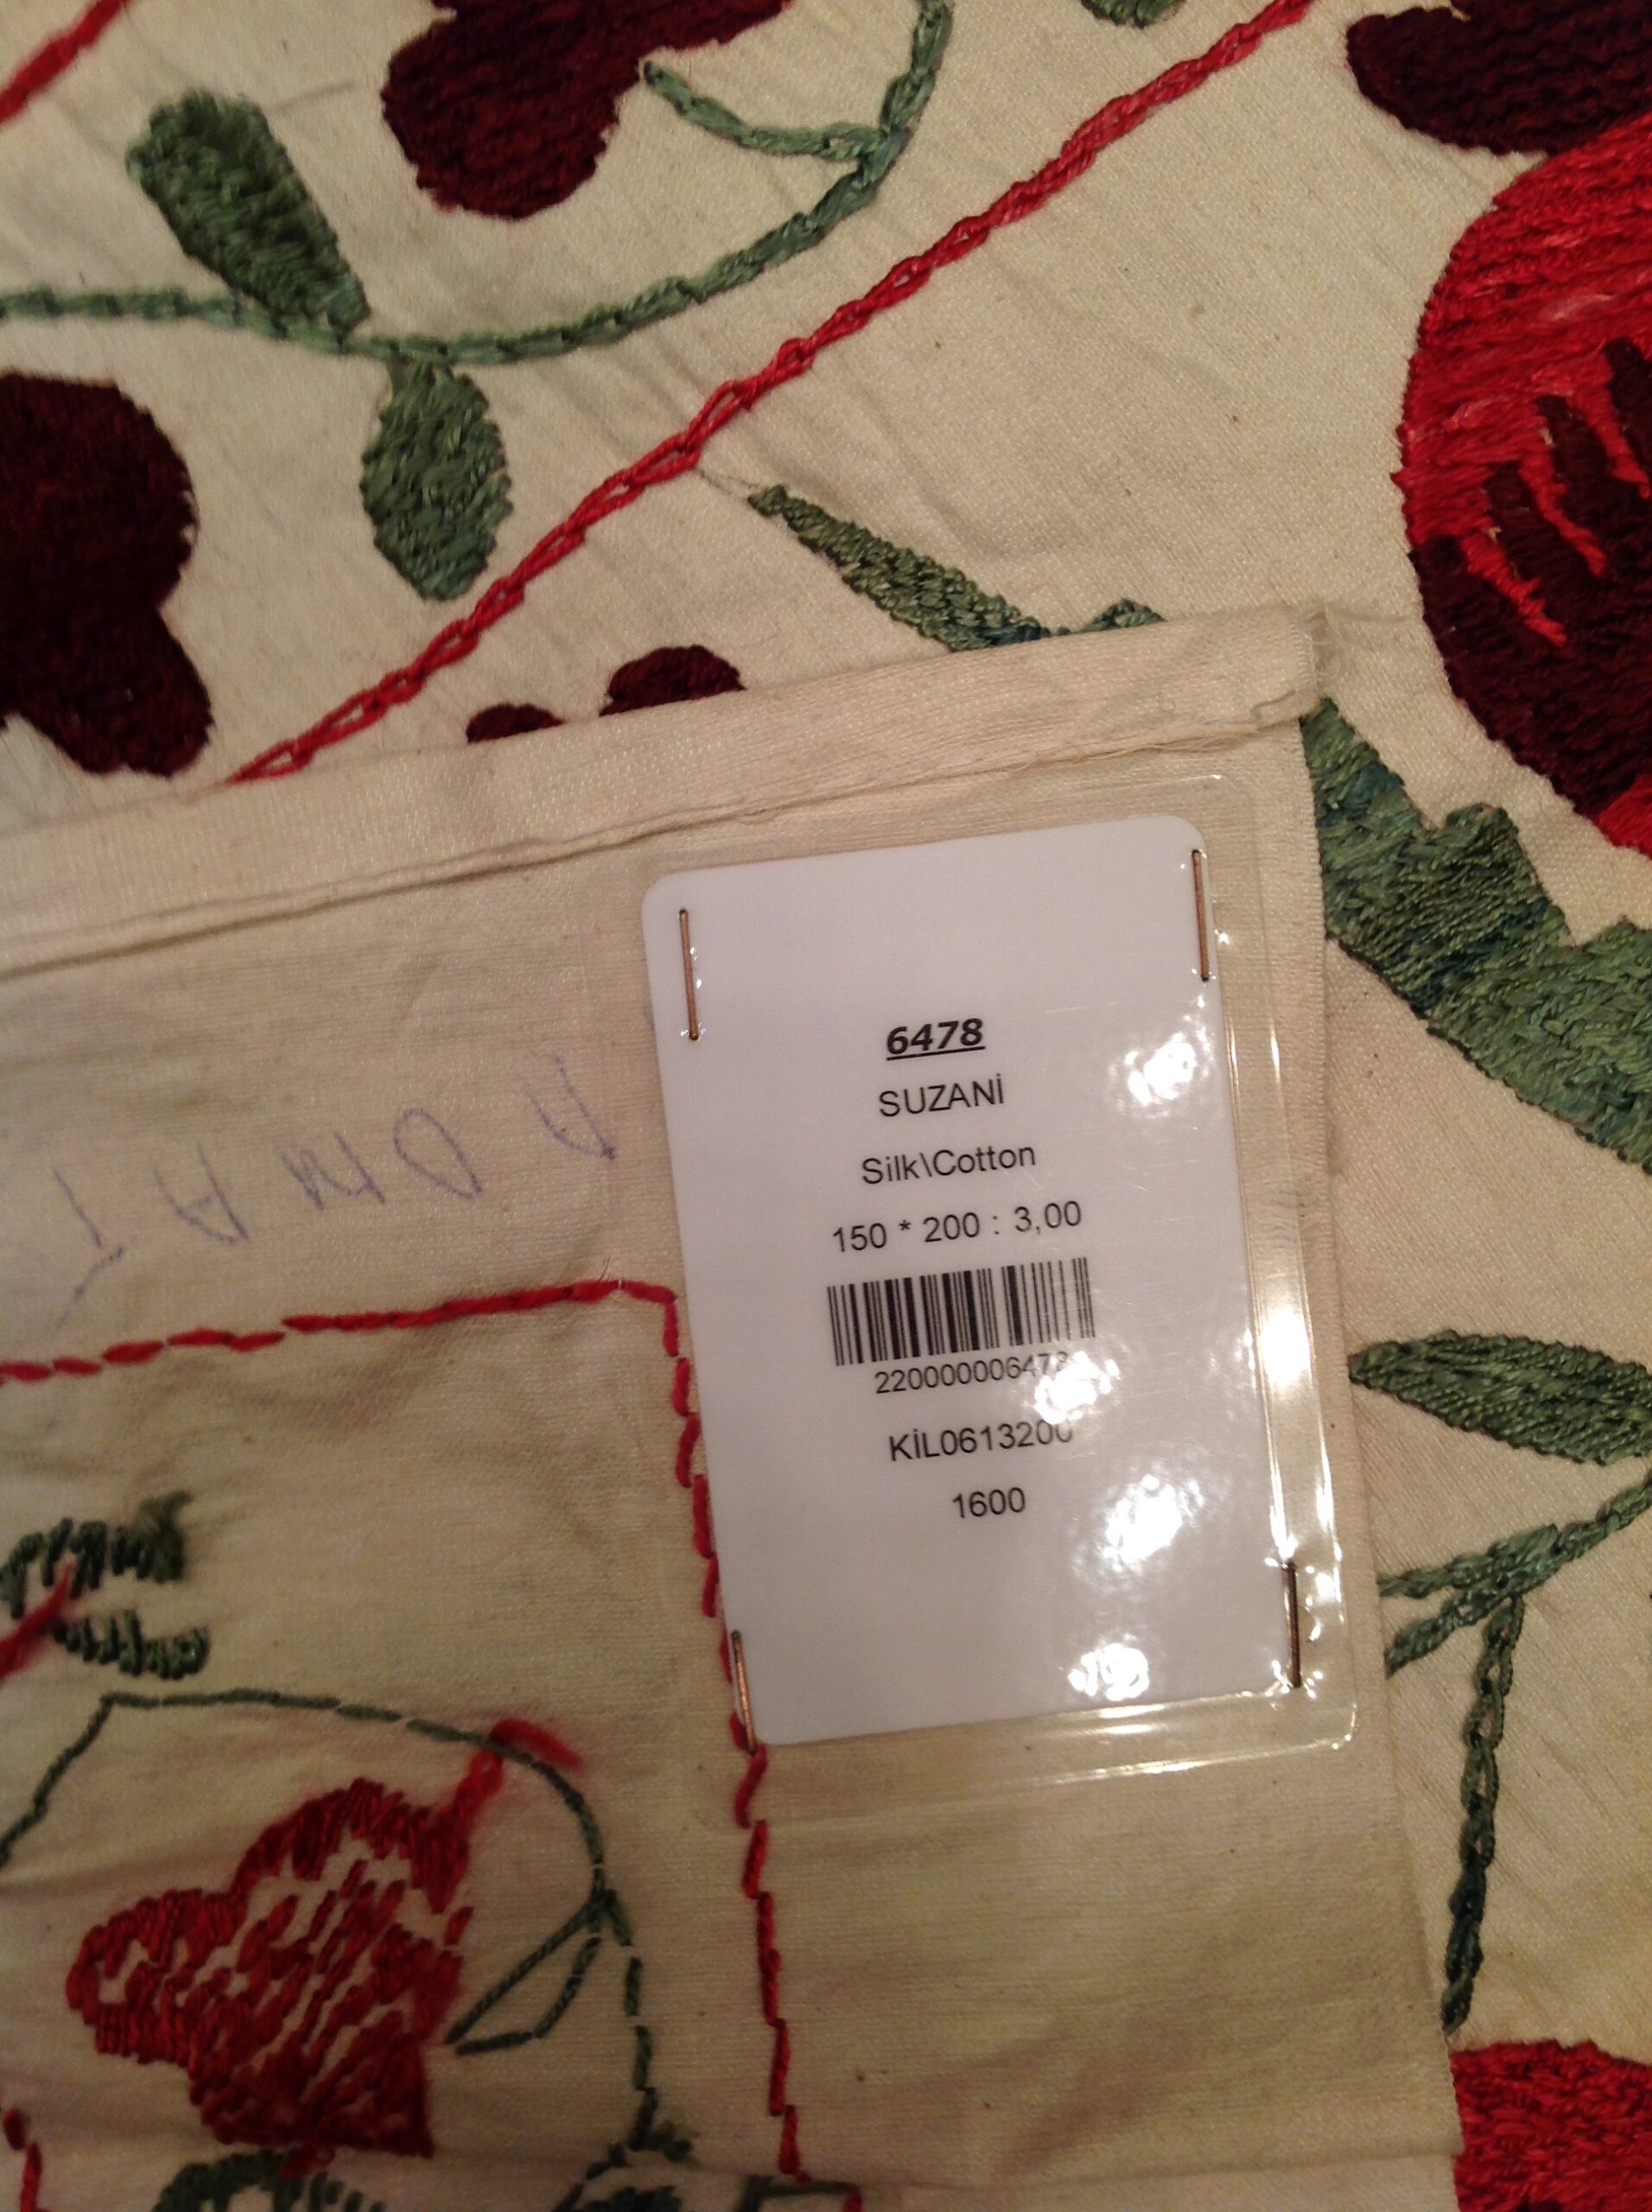 6478
SUZANİ
Silk\Cotton
150 * 200 : 3,00
KİL0613200
1600